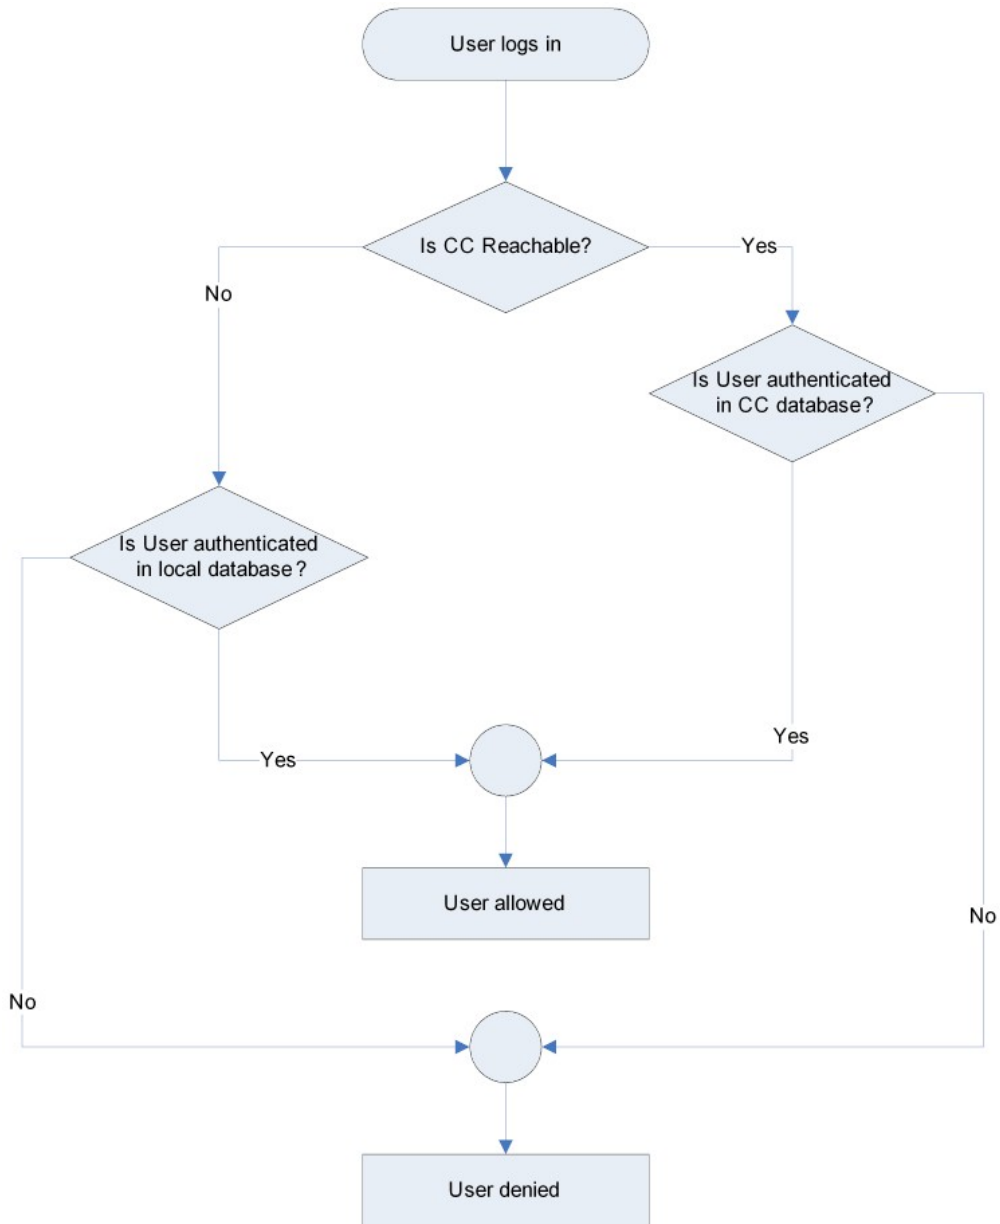 User logs in
Is CC Reachable?
Yes
No
Is User authenticated
in CC database?
Is User authenticated
in local database?
Yes
Yes
User allowed
No
No
User denied